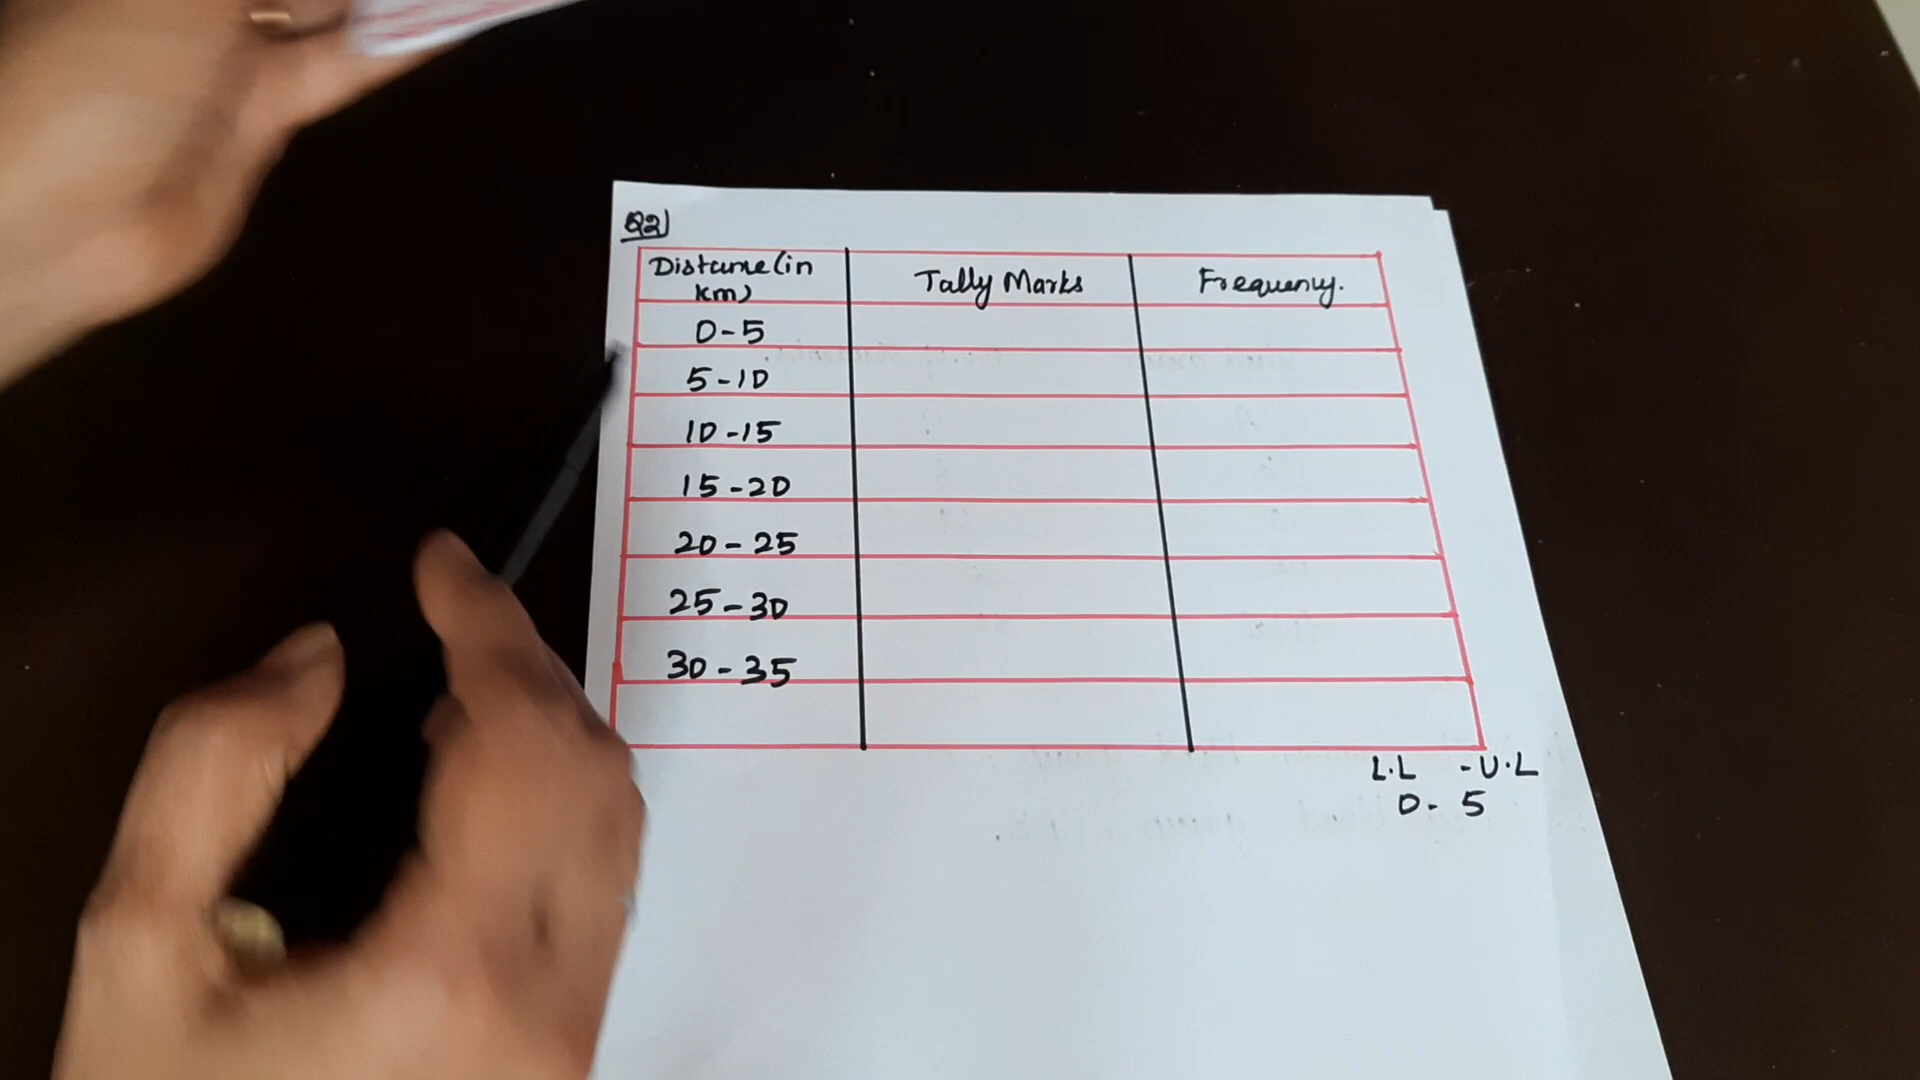 Q2)
Distance (in km) Tally Marks Frequency.
0-5
5-10
10-15
15-20
20-25
25-30
30-35
L.L - U.L
0- 5